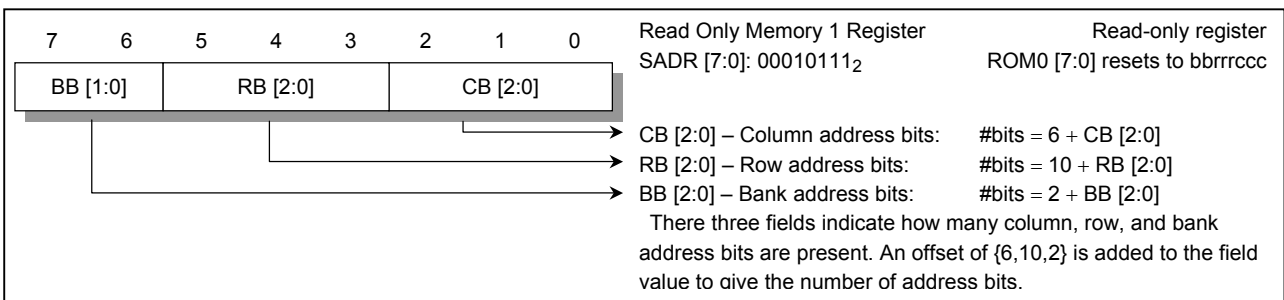 7 6 5 4 3 2 1 0
BB [1:0] RB [2:0] CB [2:0]
Read Only Memory 1 Register Read-only register
SADR [7:0]: 00010111₂ ROM0 [7:0] resets to bbrrrccc
CB [2:0] – Column address bits: #bits = 6 + CB [2:0]
RB [2:0] – Row address bits: #bits = 10 + RB [2:0]
BB [2:0] – Bank address bits: #bits = 2 + BB [2:0]
There three fields indicate how many column, row, and bank
address bits are present. An offset of {6,10,2} is added to the field
value to give the number of address bits.